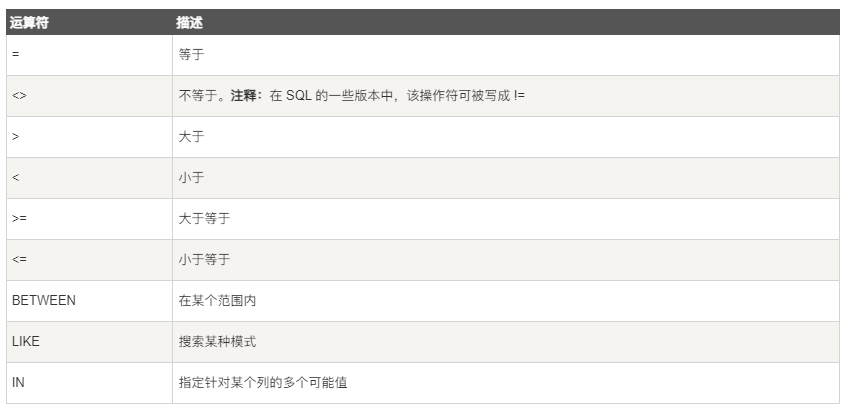 运算符 描述
= 等于
<> 不等于。注释：在 SQL 的一些版本中，该操作符可被写成 !=
> 大于
< 小于
>= 大于等于
<= 小于等于
BETWEEN 在某个范围内
LIKE 搜索某种模式
IN 指定针对某个列的多个可能值